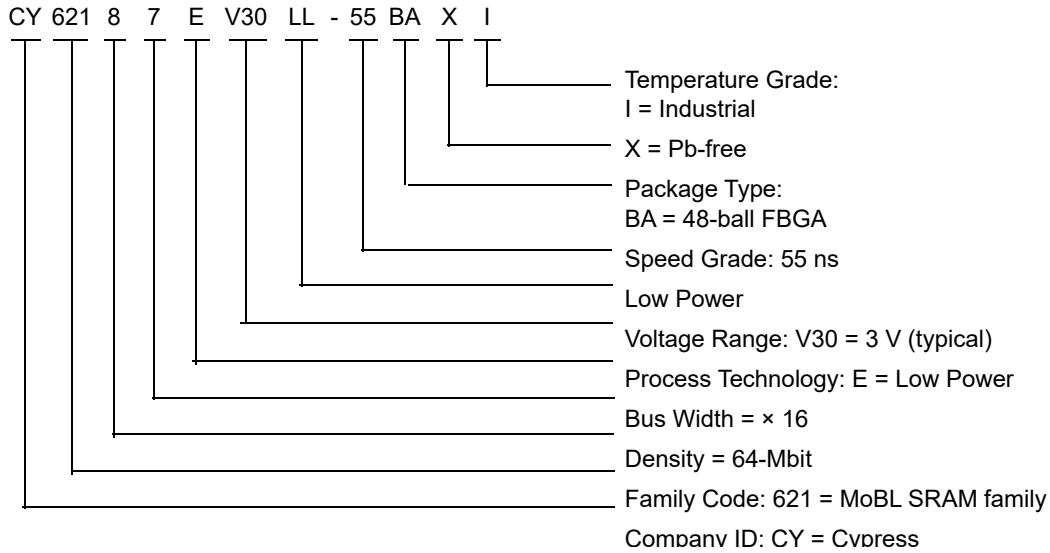 CY 621 8 7 E V30 LL - 55 BA X I
Temperature Grade:
I = Industrial
X = Pb-free
Package Type:
BA = 48-ball FBGA
Speed Grade: 55 ns
Low Power
Voltage Range: V30 = 3 V (typical)
Process Technology: E = Low Power
Bus Width = × 16
Density = 64-Mbit
Family Code: 621 = MoBL SRAM family
Company ID: CY = Cypress